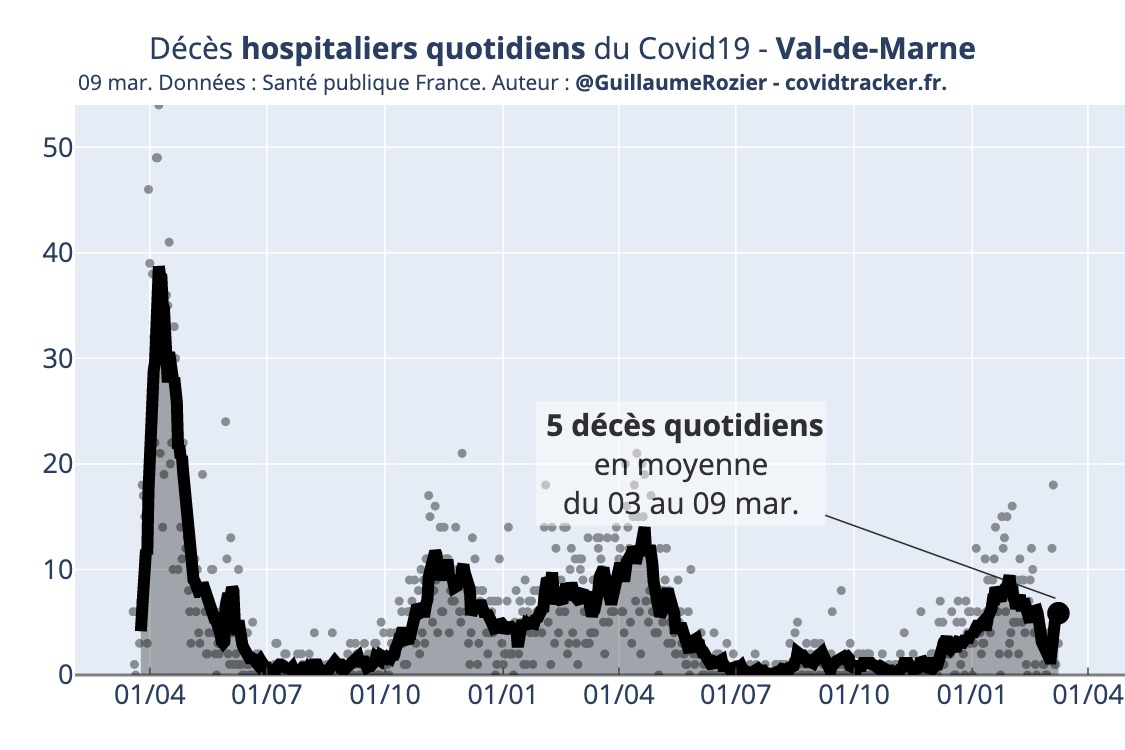 Décès hospitaliers quotidiens du Covid19 - Val-de-Marne
09 mar. Données : Santé publique France. Auteur : @GuillaumeRozier - covidtracker.fr.
50
40
30
20
10
0
5 décès quotidiens
en moyenne
du 03 au 09 mar.
01/04 01/07 01/10 01/01 01/04 01/07 01/10 01/01 01/04